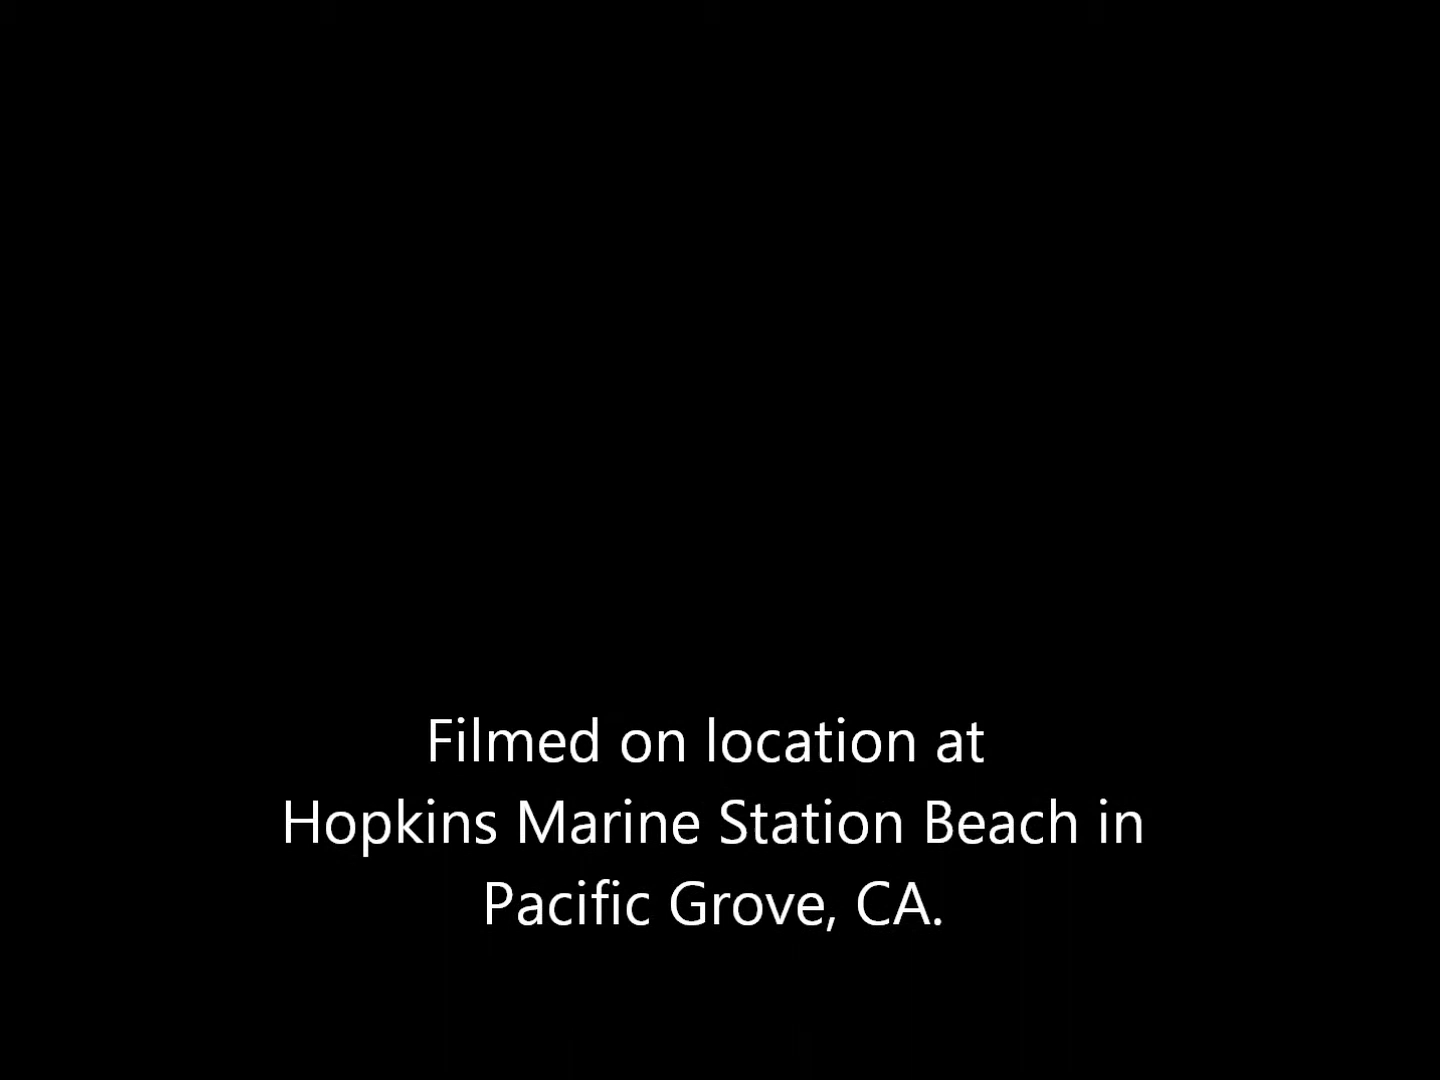 Filmed on location at
Hopkins Marine Station Beach in
Pacific Grove, CA.